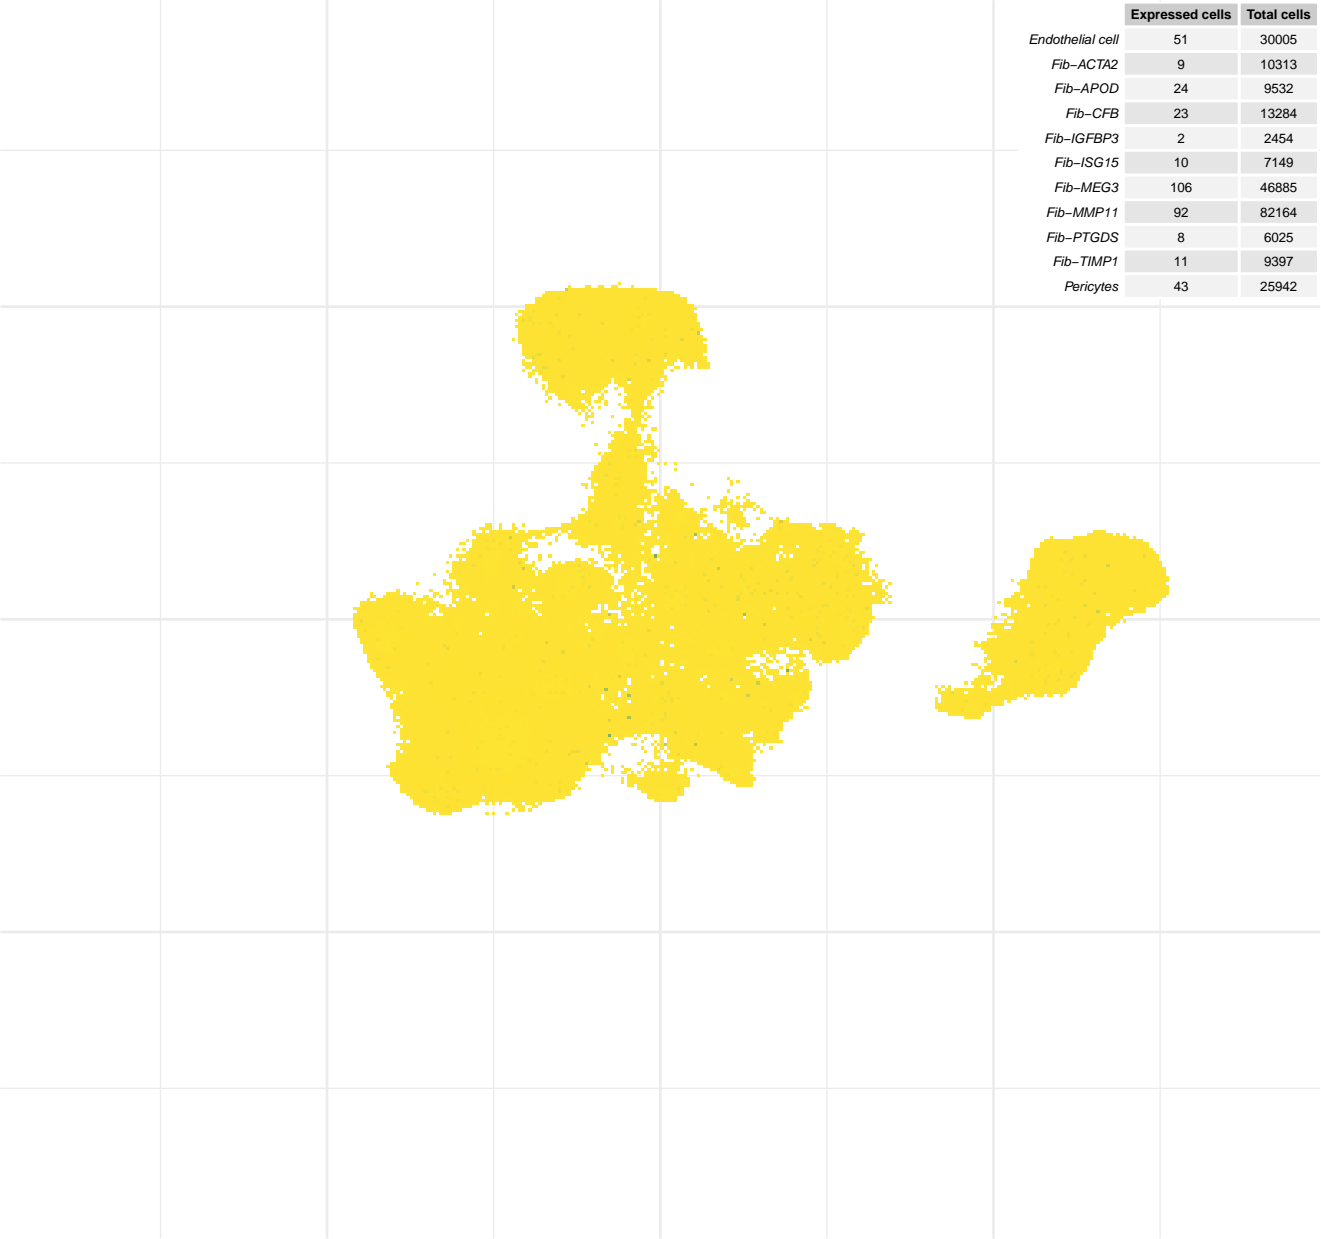 Expressed cells Total cells
Endothelial cell 51 30005
Fib−ACTA2 9 10313
Fib−APOD 24 9532
Fib−CFB 23 13284
Fib−IGFBP3 2 2454
Fib−ISG15 10 7149
Fib−MEG3 106 46885
Fib−MMP11 92 82164
Fib−PTGDS 8 6025
Fib−TIMP1 11 9397
Pericytes 43 25942